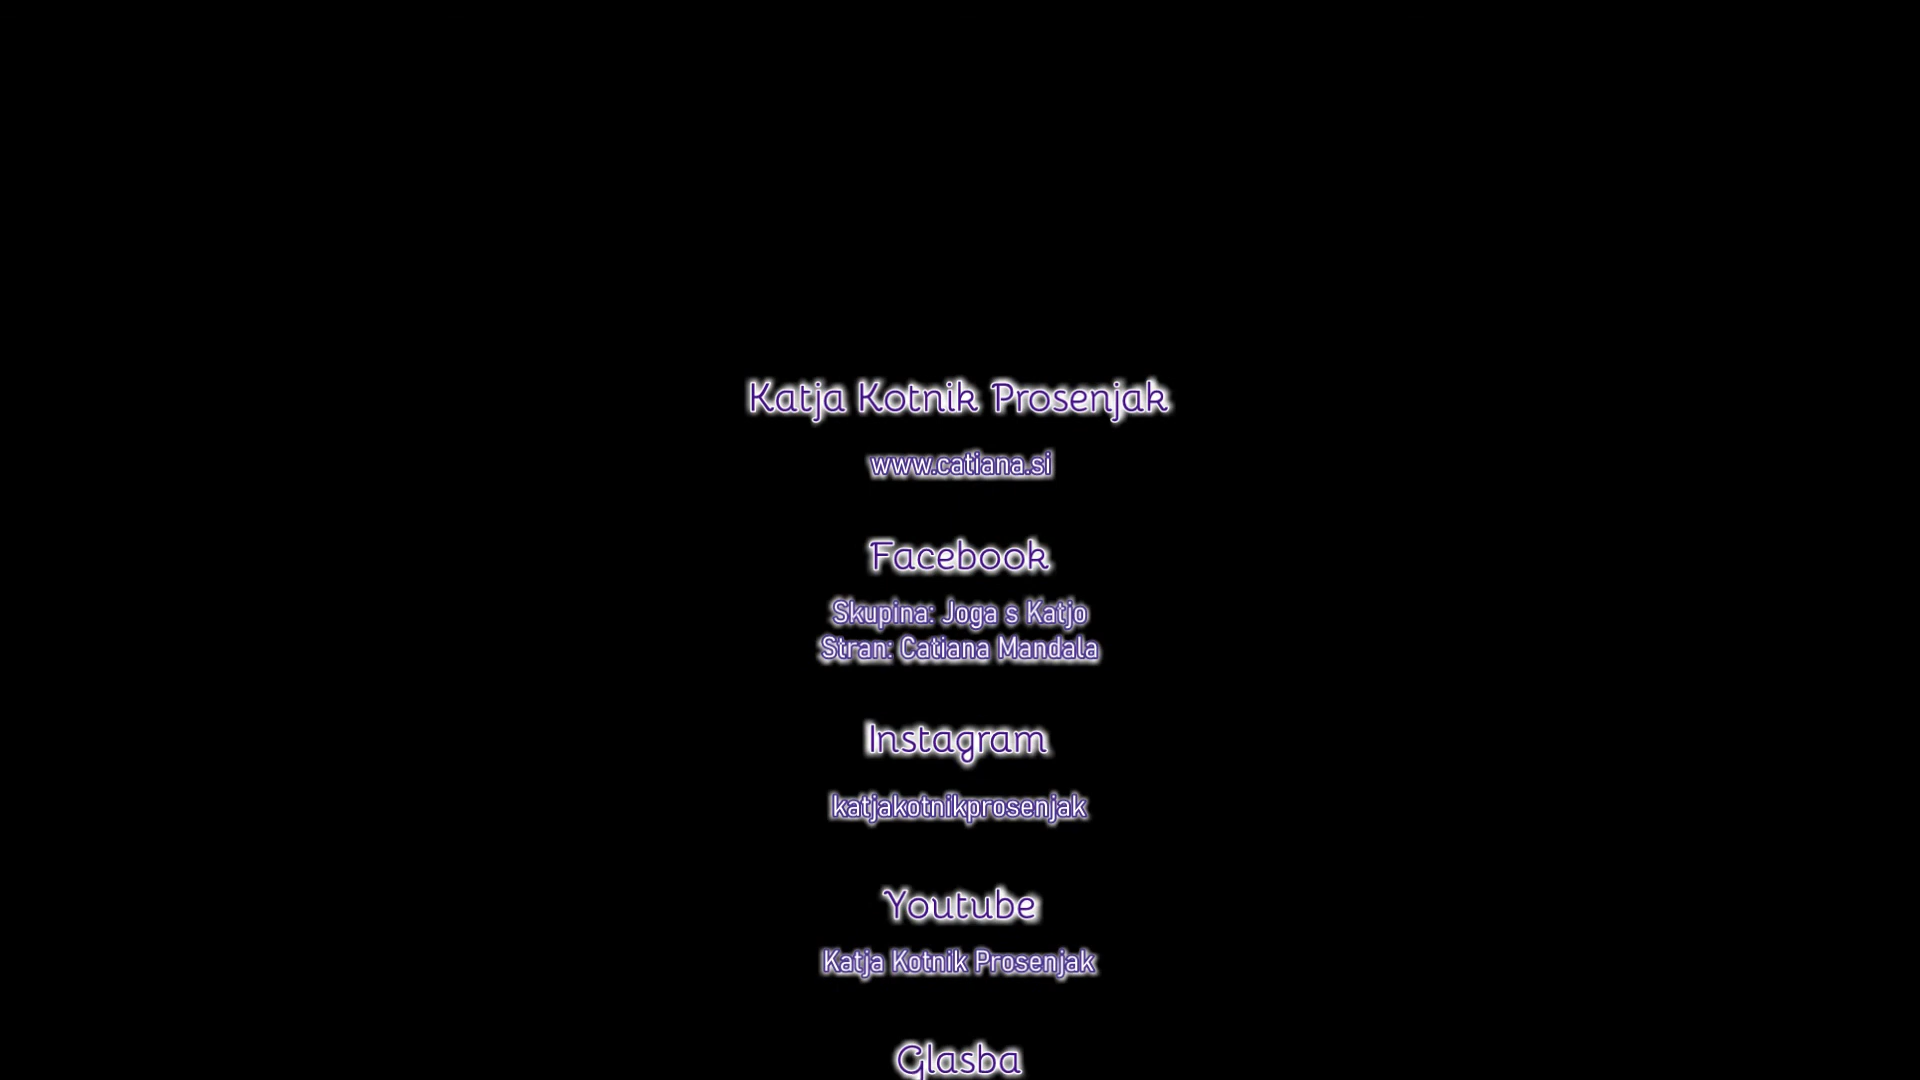 Katja Kotnik Prosenjak
www.catiana.si
Facebook
Skupina: Joga s Katjo
Stran: Catiana Mandala
Instagram
katjakotnikprosenjak
Youtube
Katja Kotnik Prosenjak
Glasba